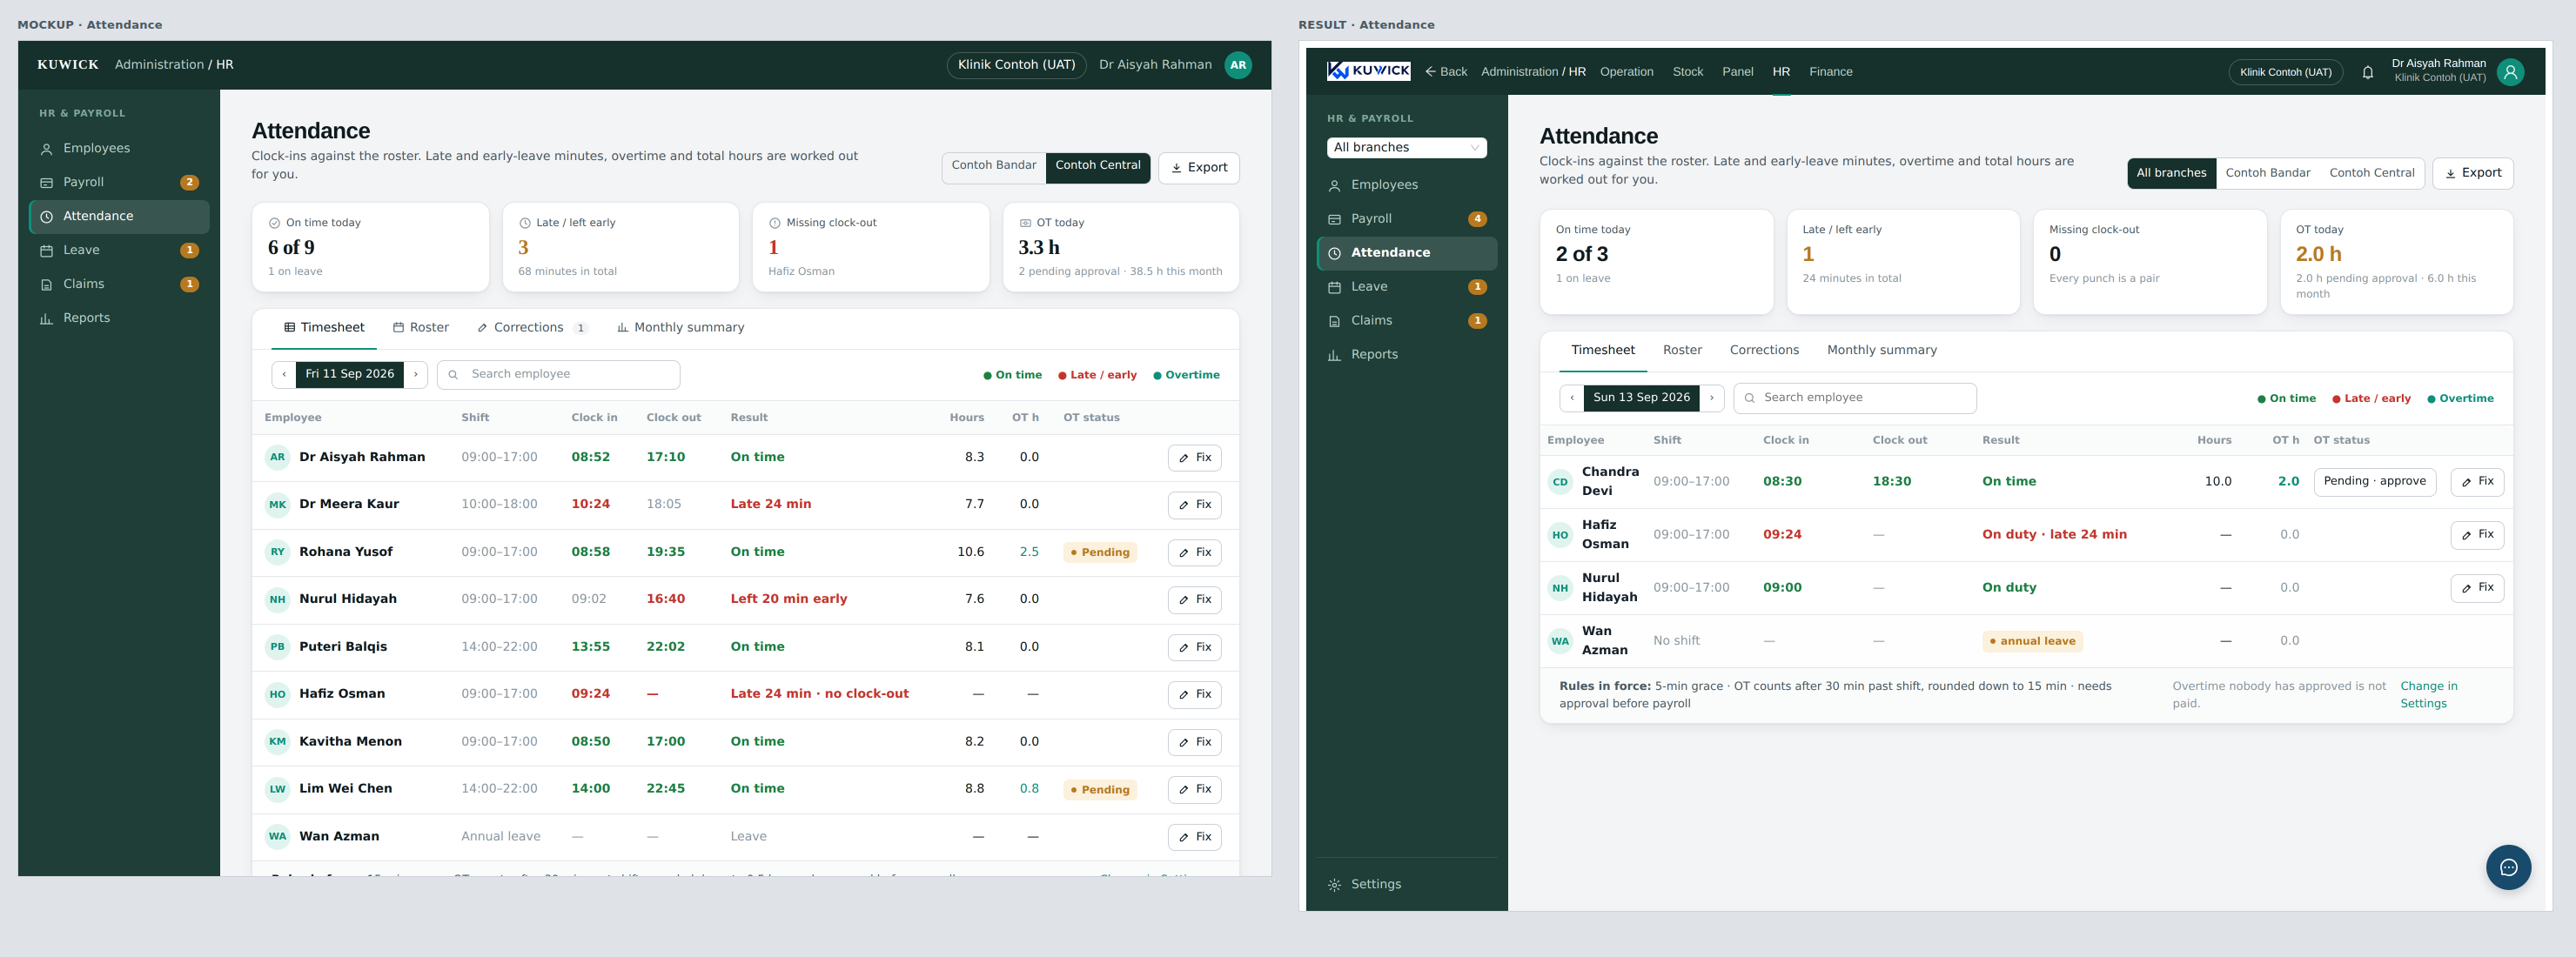 MOCKUP · Attendance
KUWICK Administration / HR Klinik Contoh (UAT) Dr Aisyah Rahman AR
HR & PAYROLL
Employees
Payroll 2
Attendance
Leave 1
Claims 1
Reports
Attendance
Clock-ins against the roster. Late and early-leave minutes, overtime and total hours are worked out
for you.
Contoh Bandar Contoh Central Export
On time today
6 of 9
1 on leave
Late / left early
3
68 minutes in total
Missing clock-out
1
Hafiz Osman
OT today
3.3 h
2 pending approval · 38.5 h this month
Timesheet Roster Corrections 1 Monthly summary
‹ Fri 11 Sep 2026 › Search employee On time Late / early Overtime
Employee Shift Clock in Clock out Result Hours OT h OT status
AR Dr Aisyah Rahman 09:00–17:00 08:52 17:10 On time 8.3 0.0 Fix
MK Dr Meera Kaur 10:00–18:00 10:24 18:05 Late 24 min 7.7 0.0 Fix
RY Rohana Yusof 09:00–17:00 08:58 19:35 On time 10.6 2.5 Pending Fix
NH Nurul Hidayah 09:00–17:00 09:02 16:40 Left 20 min early 7.6 0.0 Fix
PB Puteri Balqis 14:00–22:00 13:55 22:02 On time 8.1 0.0 Fix
HO Hafiz Osman 09:00–17:00 09:24 — Late 24 min · no clock-out — — Fix
KM Kavitha Menon 09:00–17:00 08:50 17:00 On time 8.2 0.0 Fix
LW Lim Wei Chen 14:00–22:00 14:00 22:45 On time 8.8 0.8 Pending Fix
WA Wan Azman Annual leave — — Leave — — Fix
RESULT · Attendance
KUWICK Back Administration / HR Operation Stock Panel HR Finance Klinik Contoh (UAT) Dr Aisyah Rahman
Klinik Contoh (UAT)
HR & PAYROLL
All branches
Employees
Payroll 4
Attendance
Leave 1
Claims 1
Reports
Settings
Attendance
Clock-ins against the roster. Late and early-leave minutes, overtime and total hours are
worked out for you.
All branches Contoh Bandar Contoh Central Export
On time today
2 of 3
1 on leave
Late / left early
1
24 minutes in total
Missing clock-out
0
Every punch is a pair
OT today
2.0 h
2.0 h pending approval · 6.0 h this
month
Timesheet Roster Corrections Monthly summary
‹ Sun 13 Sep 2026 › Search employee On time Late / early Overtime
Employee Shift Clock in Clock out Result Hours OT h OT status
CD Chandra Devi 09:00–17:00 08:30 18:30 On time 10.0 2.0 Pending · approve Fix
HO Hafiz Osman 09:00–17:00 09:24 — On duty · late 24 min — 0.0 Fix
NH Nurul Hidayah 09:00–17:00 09:00 — On duty — 0.0 Fix
WA Wan Azman No shift — — annual leave — 0.0
Rules in force: 5-min grace · OT counts after 30 min past shift, rounded down to 15 min · needs
approval before payroll
Overtime nobody has approved is not
paid.
Change in
Settings